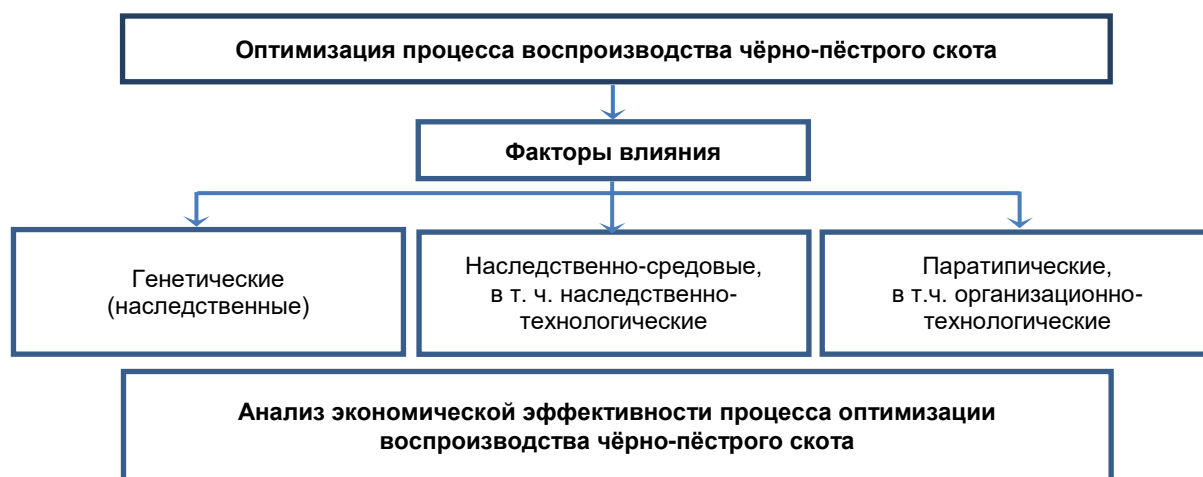 Оптимизация процесса воспроизводства чёрно-пёстрого скота
Факторы влияния
Генетические
(наследственные)
Наследственно-средовые,
в т. ч. наследственно-
технологические
Паратипические,
в т.ч. организационно-
технологические
Анализ экономической эффективности процесса оптимизации
воспроизводства чёрно-пёстрого скота